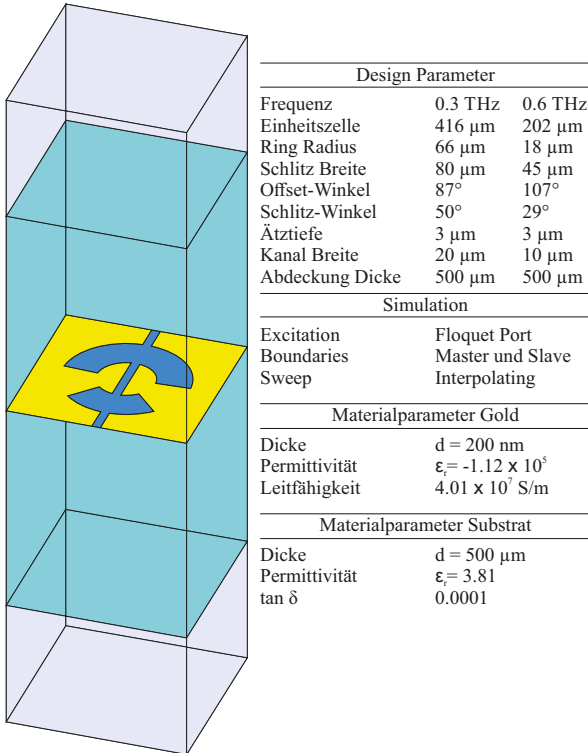 Design Parameter
Frequenz 0.3 THz 0.6 THz
Einheitszelle 416 µm 202 µm
Ring Radius 66 µm 18 µm
Schlitz Breite 80 µm 45 µm
Offset-Winkel 87° 107°
Schlitz-Winkel 50° 29°
Ätztiefe 3 µm 3 µm
Kanal Breite 20 µm 10 µm
Abdeckung Dicke 500 µm 500 µm
Simulation
Excitation Floquet Port
Boundaries Master und Slave
Sweep Interpolating
Materialparameter Gold
Dicke d = 200 nm
Permittivität εᵣ= -1.12 x 10⁵
Leitfähigkeit 4.01 x 10⁷ S/m
Materialparameter Substrat
Dicke d = 500 µm
Permittivität εᵣ= 3.81
tan δ 0.0001